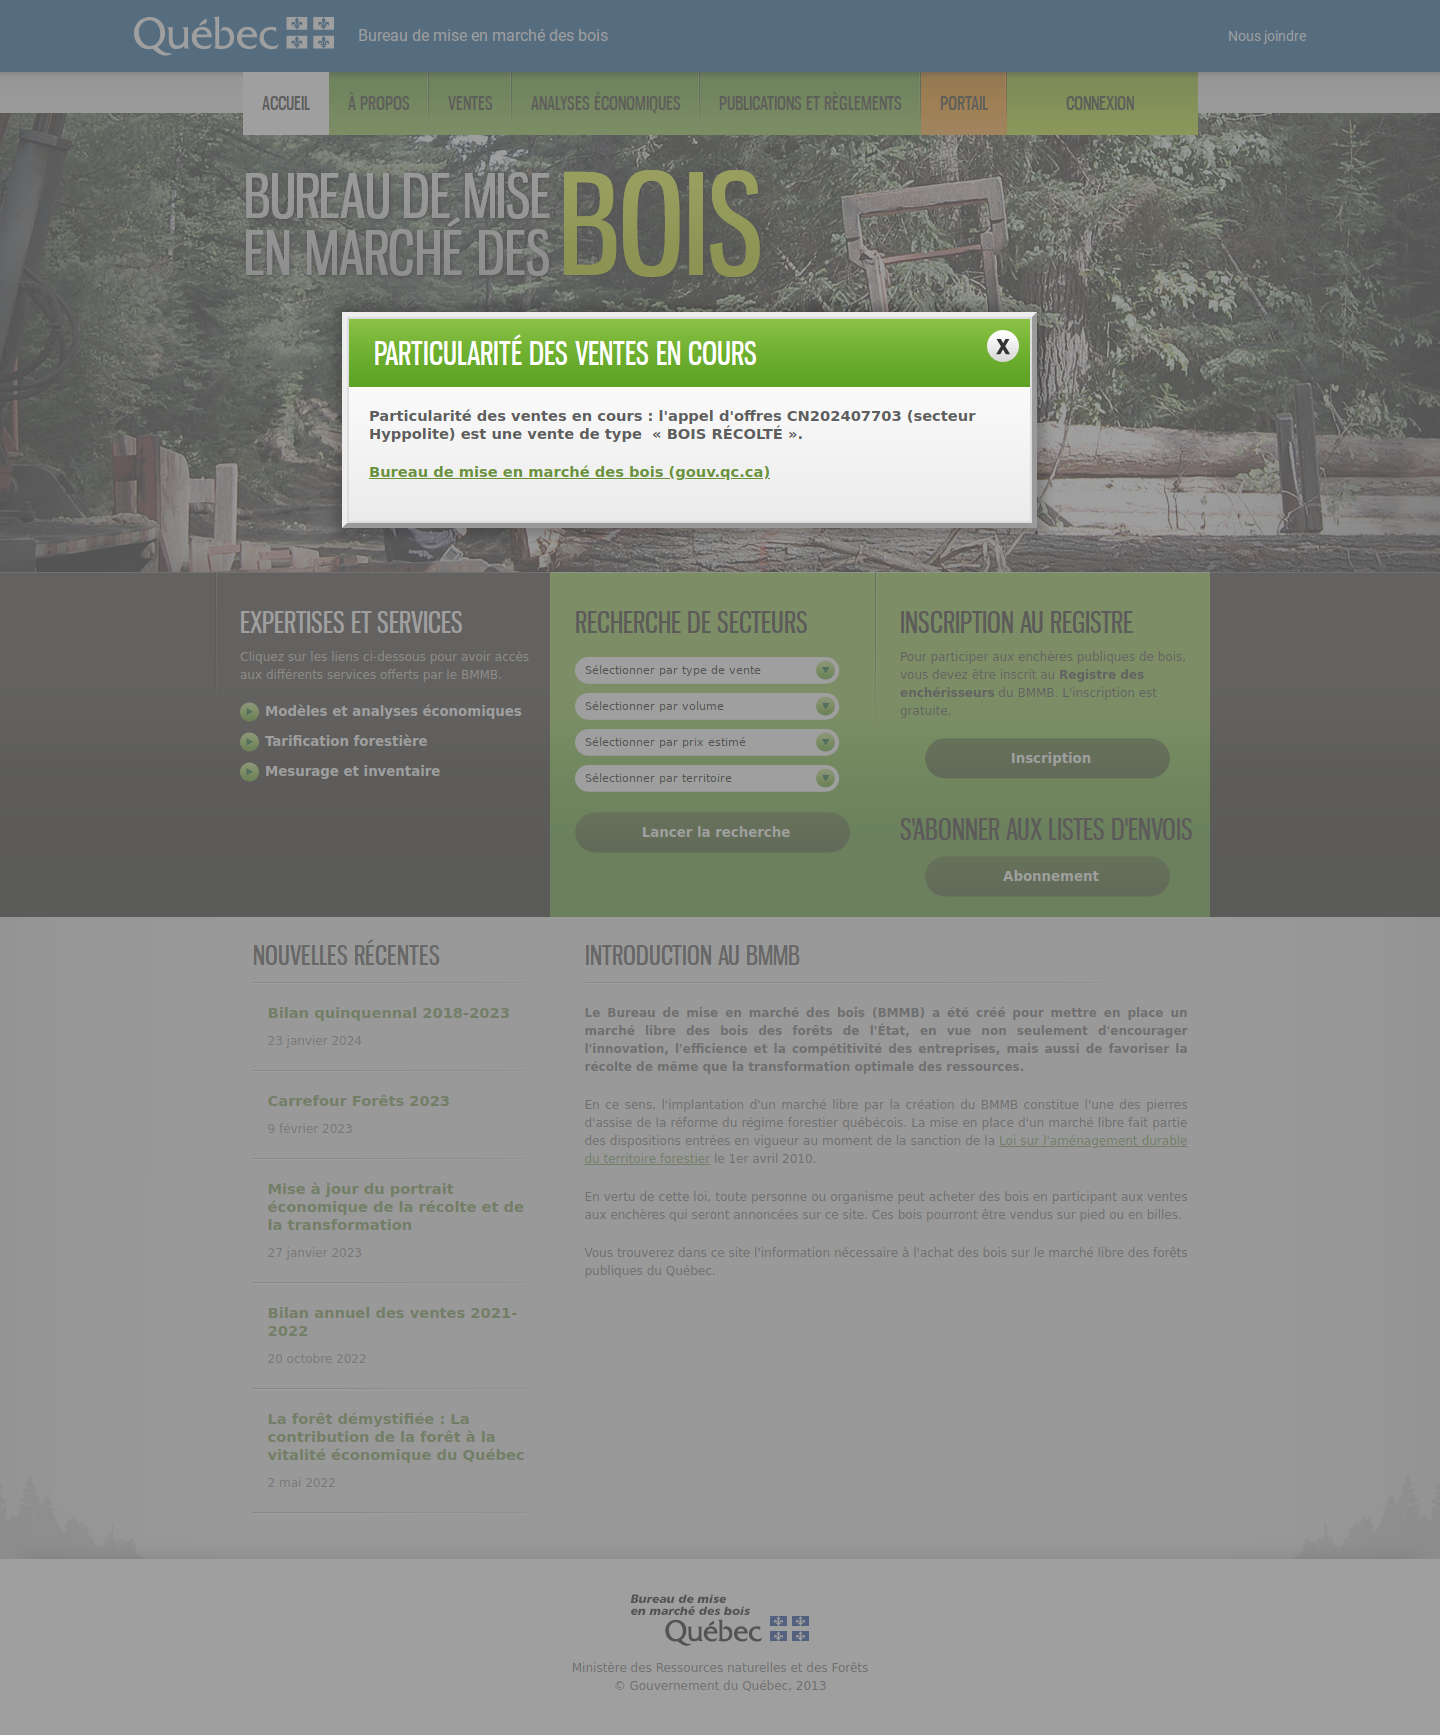 Québec
Bureau de mise en marché des bois
Nous joindre
ACCUEIL
À PROPOS
VENTES
ANALYSES ÉCONOMIQUES
PUBLICATIONS ET RÈGLEMENTS
PORTAIL
CONNEXION
BUREAU DE MISE
EN MARCHÉ DES
BOIS
PARTICULARITÉ DES VENTES EN COURS
X
Particularité des ventes en cours : l'appel d'offres CN202407703 (secteur
Hyppolite) est une vente de type « BOIS RÉCOLTÉ ».
Bureau de mise en marché des bois (gouv.qc.ca)
EXPERTISES ET SERVICES
Cliquez sur les liens ci-dessous pour avoir accès
aux différents services offerts par le BMMB.
Modèles et analyses économiques
Tarification forestière
Mesurage et inventaire
RECHERCHE DE SECTEURS
Sélectionner par type de vente
Sélectionner par volume
Sélectionner par prix estimé
Sélectionner par territoire
Lancer la recherche
INSCRIPTION AU REGISTRE
Pour participer aux enchères publiques de bois,
vous devez être inscrit au Registre des
enchérisseurs du BMMB. L'inscription est
gratuite.
Inscription
S'ABONNER AUX LISTES D'ENVOIS
Abonnement
NOUVELLES RÉCENTES
Bilan quinquennal 2018-2023
23 janvier 2024
Carrefour Forêts 2023
9 février 2023
Mise à jour du portrait
économique de la récolte et de
la transformation
27 janvier 2023
Bilan annuel des ventes 2021-
2022
20 octobre 2022
La forêt démystifiée : La
contribution de la forêt à la
vitalité économique du Québec
2 mai 2022
INTRODUCTION AU BMMB
Le Bureau de mise en marché des bois (BMMB) a été créé pour mettre en place un
marché libre des bois des forêts de l'État, en vue non seulement d'encourager
l'innovation, l'efficience et la compétitivité des entreprises, mais aussi de favoriser la
récolte de même que la transformation optimale des ressources.
En ce sens, l'implantation d'un marché libre par la création du BMMB constitue l'une des pierres
d'assise de la réforme du régime forestier québécois. La mise en place d'un marché libre fait partie
des dispositions entrées en vigueur au moment de la sanction de la Loi sur l'aménagement durable
du territoire forestier le 1er avril 2010.
En vertu de cette loi, toute personne ou organisme peut acheter des bois en participant aux ventes
aux enchères qui seront annoncées sur ce site. Ces bois pourront être vendus sur pied ou en billes.
Vous trouverez dans ce site l'information nécessaire à l'achat des bois sur le marché libre des forêts
publiques du Québec.
Bureau de mise
en marché des bois
Québec
Ministère des Ressources naturelles et des Forêts
© Gouvernement du Québec, 2013